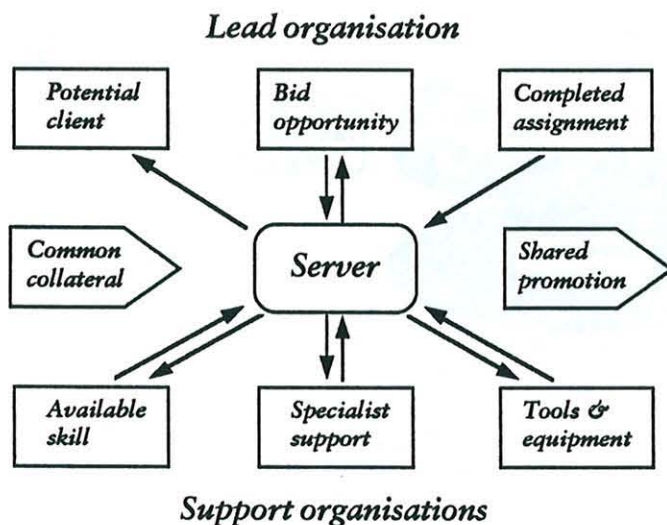 Lead organisation
Potential
client
Bid
opportunity
Completed
assignment
Common
collateral
Server
Shared
promotion
Available
skill
Specialist
support
Tools &
equipment
Support organisations